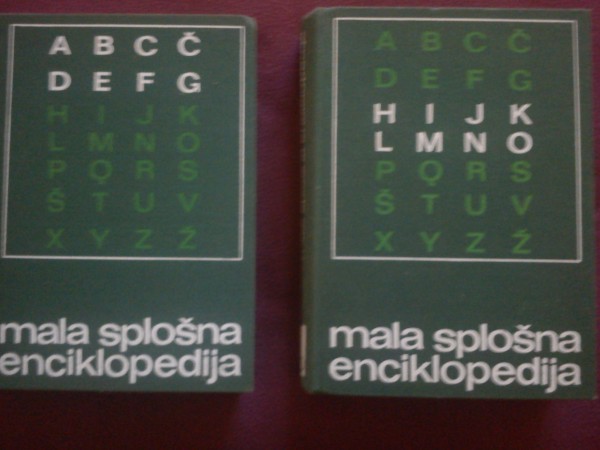 A B C Č
D E F G
H I J K
L M N O
P Q R S
Š T U V
X Y Z Ž
mala splošna
enciklopedija
A B C Č
D E F G
H I J K
L M N O
P Q R S
Š T U V
X Y Z Ž
mala splošna
enciklopedija